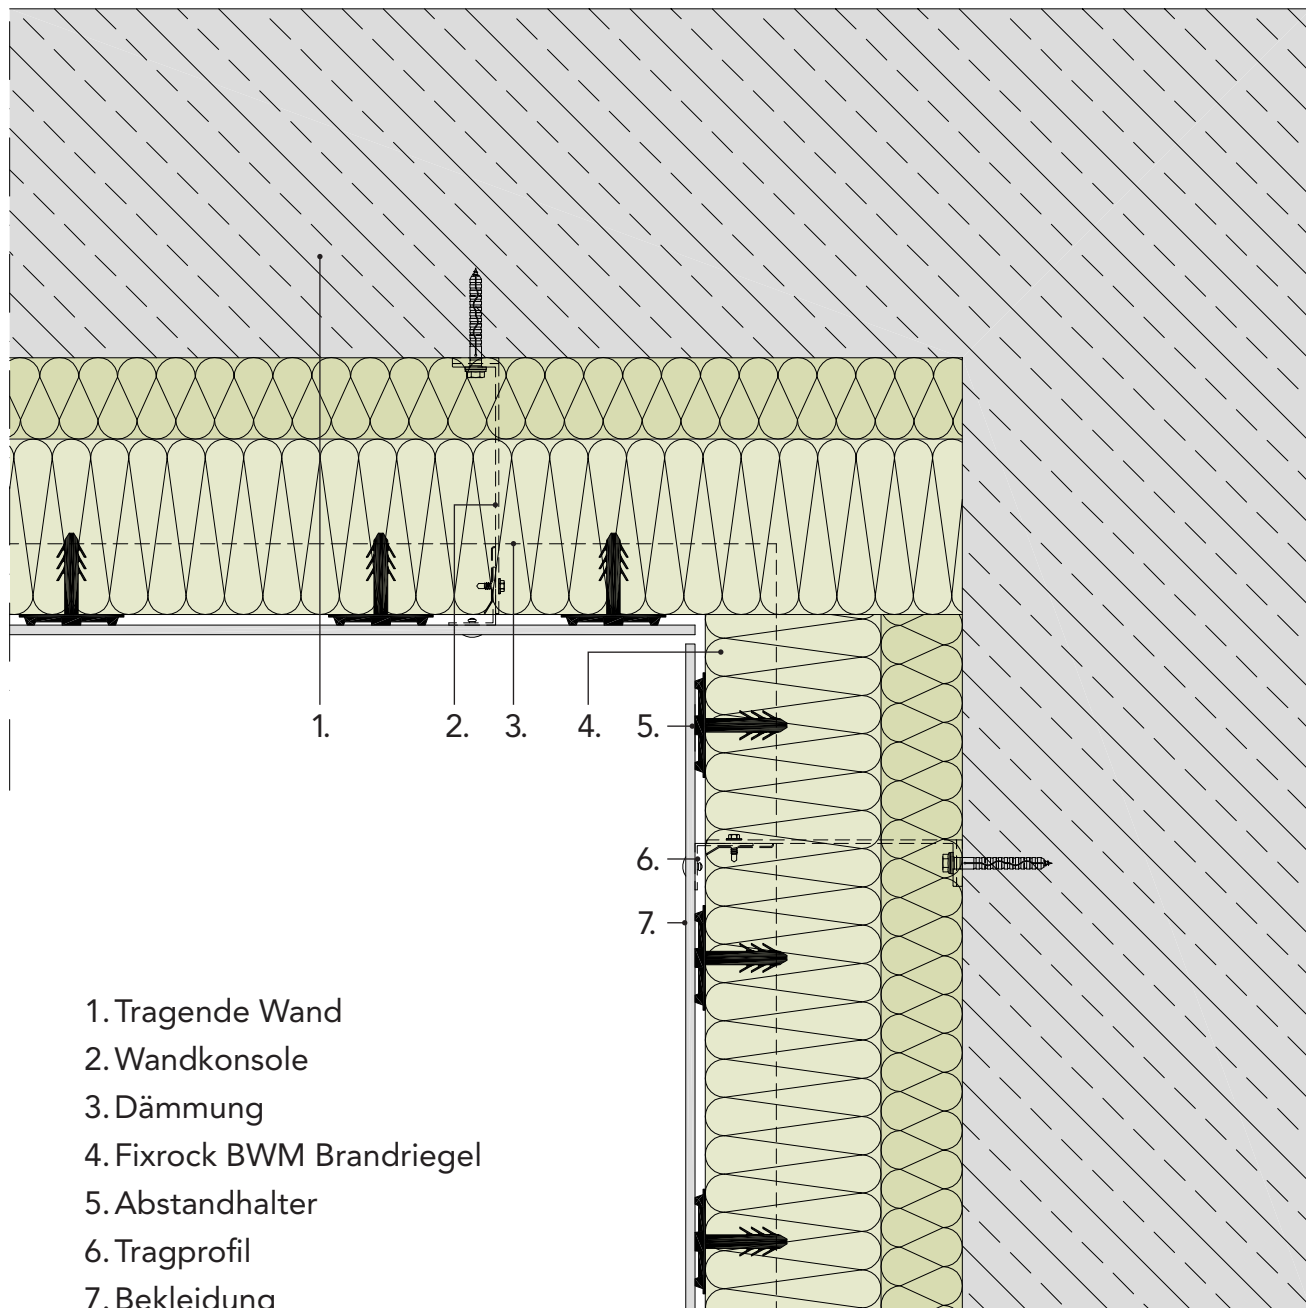 1.
2.
3.
4.
5.
6.
7.
1. Tragende Wand
2. Wandkonsole
3. Dämmung
4. Fixrock BWM Brandriegel
5. Abstandhalter
6. Tragprofil
7. Bekleidung